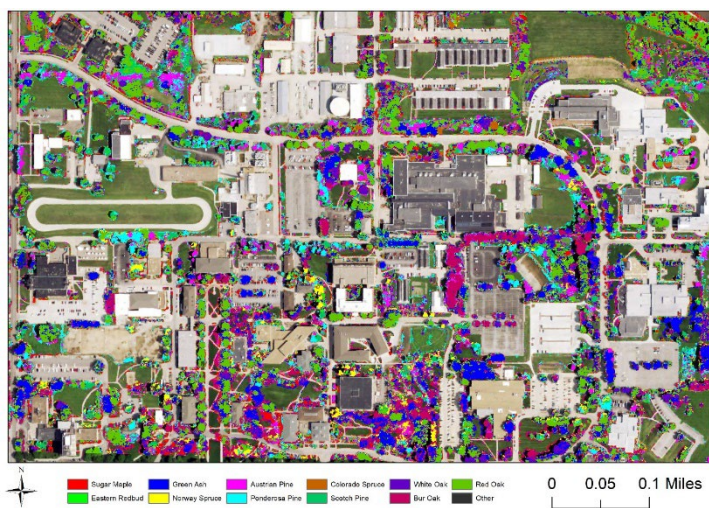 N
Sugar Maple Green Ash Austrian Pine Colorado Spruce White Oak Red Oak
Eastern Redbud Norway Spruce Penderosa Pine Scotch Pine Bur Oak Other
0 0.05 0.1 Miles